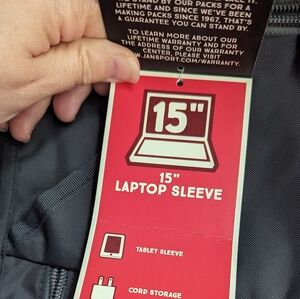 LIFETIME AND SINCE WE'VE BEEN
MAKING PACKS SINCE 1967, THAT'S
A GUARANTEE YOU CAN STAND BY.
TO LEARN MORE ABOUT OUR
LIFETIME WARRANTY AND FOR
THE ADDRESS OF OUR WARRANTY
CENTER, PLEASE VISIT
WWW.JANSPORT.COM/WARRANTY.
15"
15"
LAPTOP SLEEVE
TABLET SLEEVE
CORD STORAGE